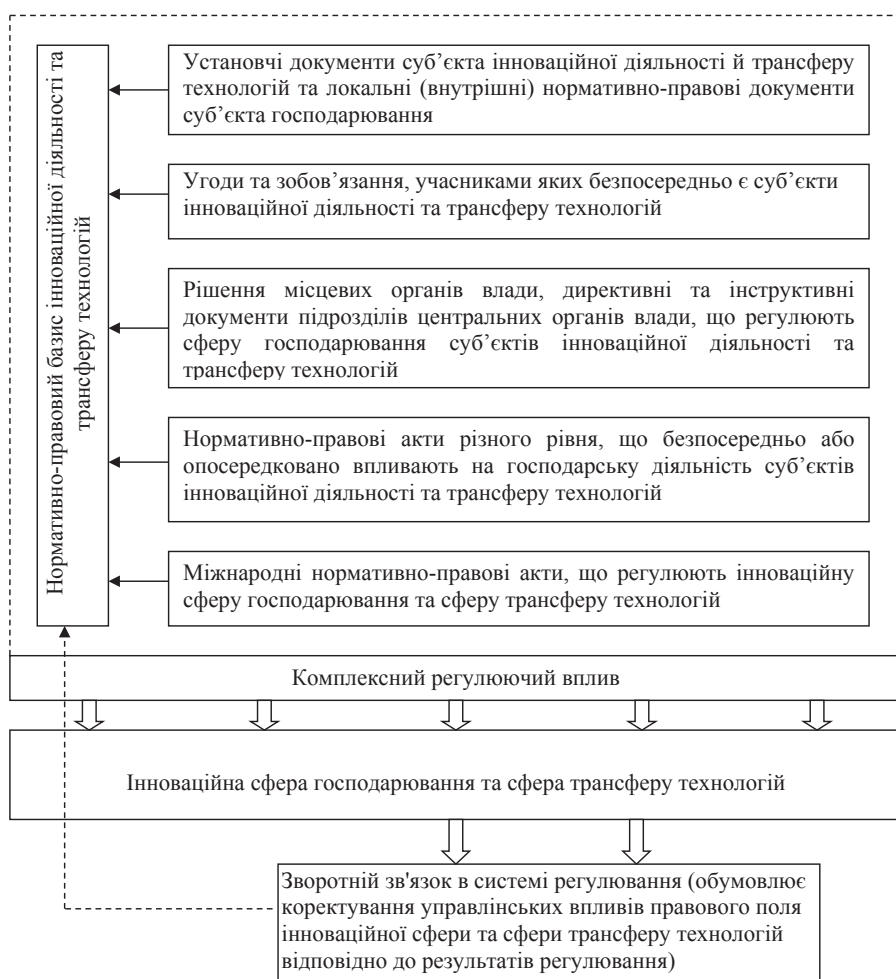 Нормативно-правовий базис інноваційної діяльності та
трансферу технологій
Установчі документи суб’єкта інноваційної діяльності й трансферу
технологій та локальні (внутрішні) нормативно-правові документи
суб’єкта господарювання
Угоди та зобов’язання, учасниками яких безпосередньо є суб’єкти
інноваційної діяльності та трансферу технологій
Рішення місцевих органів влади, директивні та інструктивні
документи підрозділів центральних органів влади, що регулюють
сферу господарювання суб’єктів інноваційної діяльності та
трансферу технологій
Нормативно-правові акти різного рівня, що безпосередньо або
опосередковано впливають на господарську діяльність суб’єктів
інноваційної діяльності та трансферу технологій
Міжнародні нормативно-правові акти, що регулюють інноваційну
сферу господарювання та сферу трансферу технологій
Комплексний регулюючий вплив
Інноваційна сфера господарювання та сфера трансферу технологій
Зворотній зв'язок в системі регулювання (обумовлює
коректування управлінських впливів правового поля
інноваційної сфери та сфери трансферу технологій
відповідно до результатів регулювання)